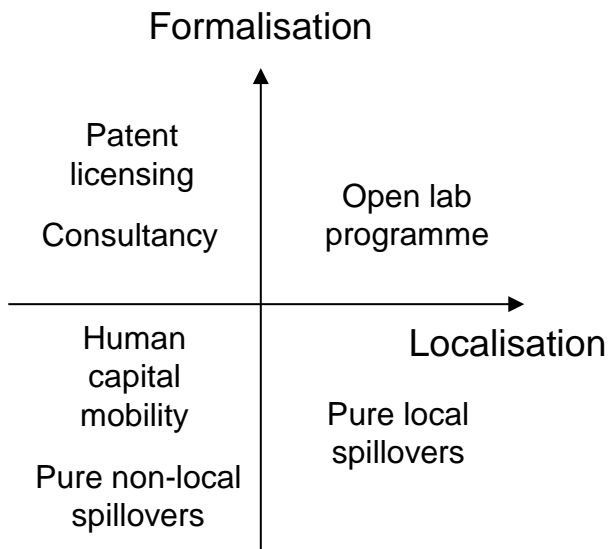 Formalisation
Patent
licensing
Consultancy
Open lab
programme
Localisation
Human
capital
mobility
Pure non-local
spillovers
Pure local
spillovers